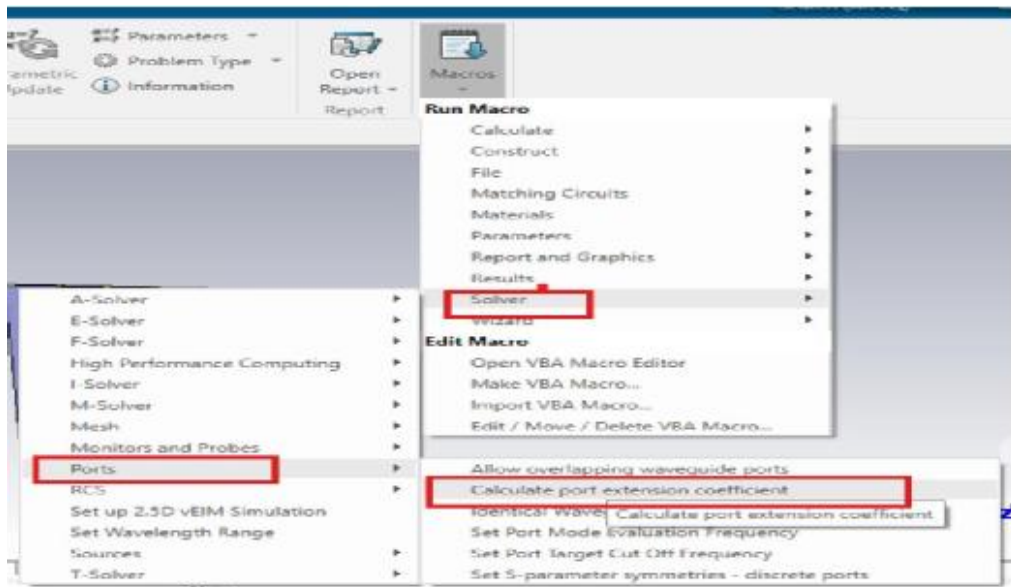 Parameters
Problem Type
Information
Update
Open
Report
Report
Macros
Run Macro
Calculate
Construct
File
Matching Circuits
Materials
Parameters
Report and Graphics
Results
Solver
Wizard
Edit Macro
Open VBA Macro Editor
Make VBA Macro...
Import VBA Macro...
Edit / Move / Delete VBA Macro...
A-Solver
E-Solver
F-Solver
High Performance Computing
I-Solver
M-Solver
Mesh
Monitors and Probes
Ports
RCS
Set up 2.5D vEIM Simulation
Set Wavelength Range
Sources
T-Solver
Allow overlapping waveguide ports
Calculate port extension coefficient
Identical
Calculate port extension coefficient
Set Port Mode Evaluation Frequency
Set Port Target Cut Off Frequency
Set S-parameter symmetries - discrete ports
z